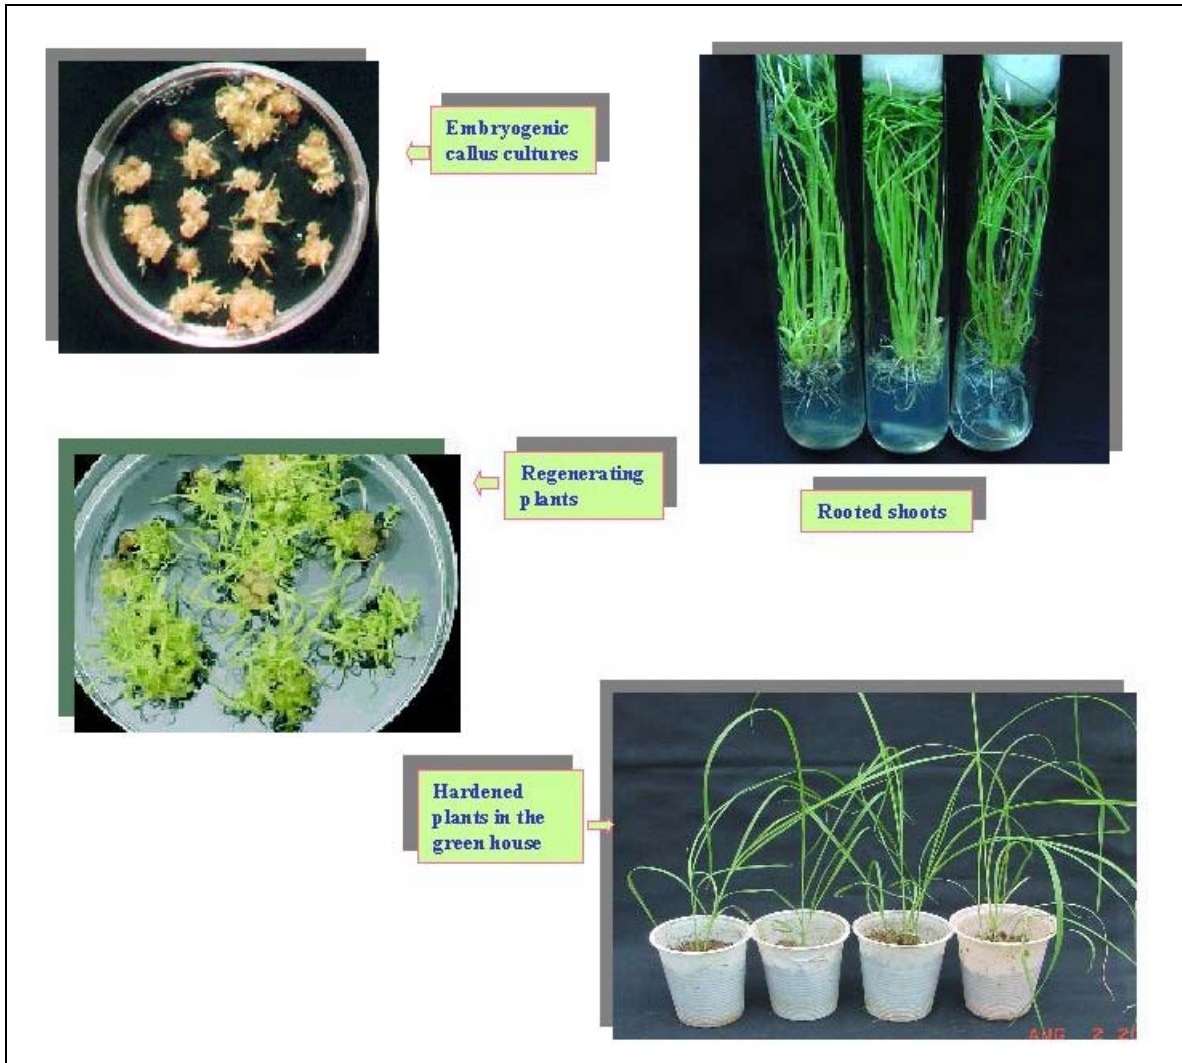 Embryogenic
callus cultures
Regenerating
plants
Rooted shoots
Hardened
plants in the
green house